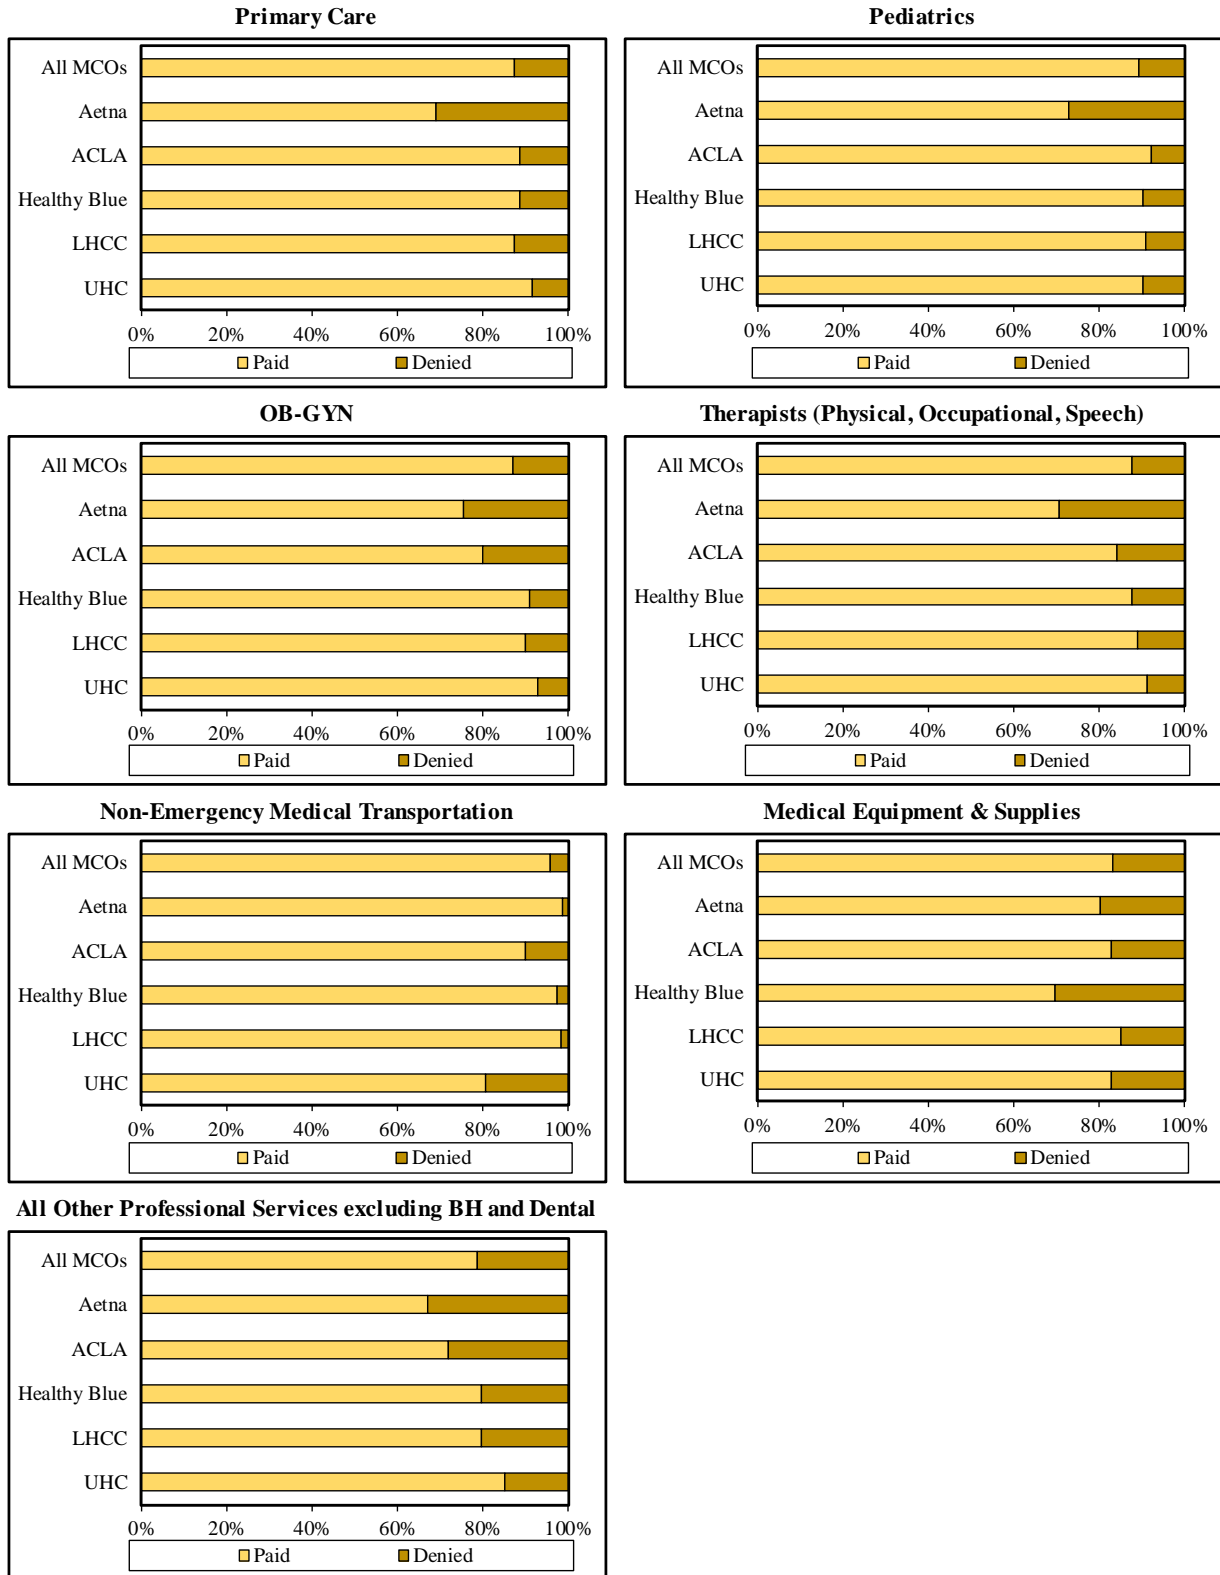 Primary Care
All MCOs
Aetna
ACLA
Healthy Blue
LHCC
UHC
0% 20% 40% 60% 80% 100%
Paid Denied
Pediatrics
All MCOs
Aetna
ACLA
Healthy Blue
LHCC
UHC
0% 20% 40% 60% 80% 100%
Paid Denied
OB-GYN
All MCOs
Aetna
ACLA
Healthy Blue
LHCC
UHC
0% 20% 40% 60% 80% 100%
Paid Denied
Therapists (Physical, Occupational, Speech)
All MCOs
Aetna
ACLA
Healthy Blue
LHCC
UHC
0% 20% 40% 60% 80% 100%
Paid Denied
Non-Emergency Medical Transportation
All MCOs
Aetna
ACLA
Healthy Blue
LHCC
UHC
0% 20% 40% 60% 80% 100%
Paid Denied
Medical Equipment & Supplies
All MCOs
Aetna
ACLA
Healthy Blue
LHCC
UHC
0% 20% 40% 60% 80% 100%
Paid Denied
All Other Professional Services excluding BH and Dental
All MCOs
Aetna
ACLA
Healthy Blue
LHCC
UHC
0% 20% 40% 60% 80% 100%
Paid Denied